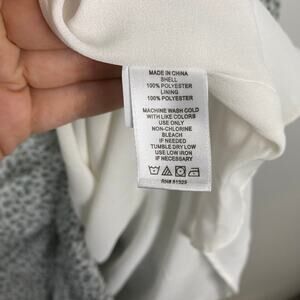 MADE IN CHINA
SHELL
100% POLYESTER
LINING
100% POLYESTER
MACHINE WASH COLD
WITH LIKE COLORS
USE ONLY
NON-CHLORINE
BLEACH
IF NEEDED
TUMBLE DRY LOW
USE LOW IRON
IF NECESSARY